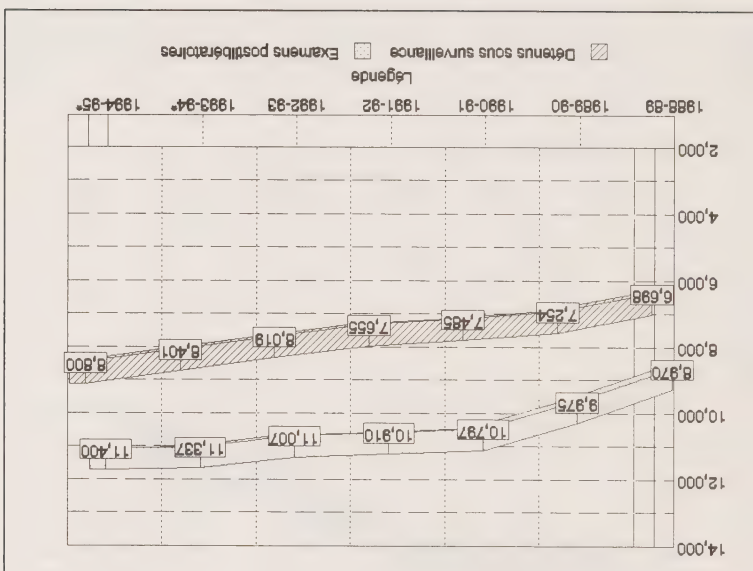 14,000
12,000
10,797 10,910 11,007 11,337 11,400
10,000
9,975
8,970
8,000
7,254 7,485 7,655 8,019 8,401 8,800
6,698
6,000
4,000
2,000
1988-89 1989-90 1990-91 1991-92 1992-93 1993-94* 1994-95*
Légende
Détenus sous surveillance Examens postlibératoires